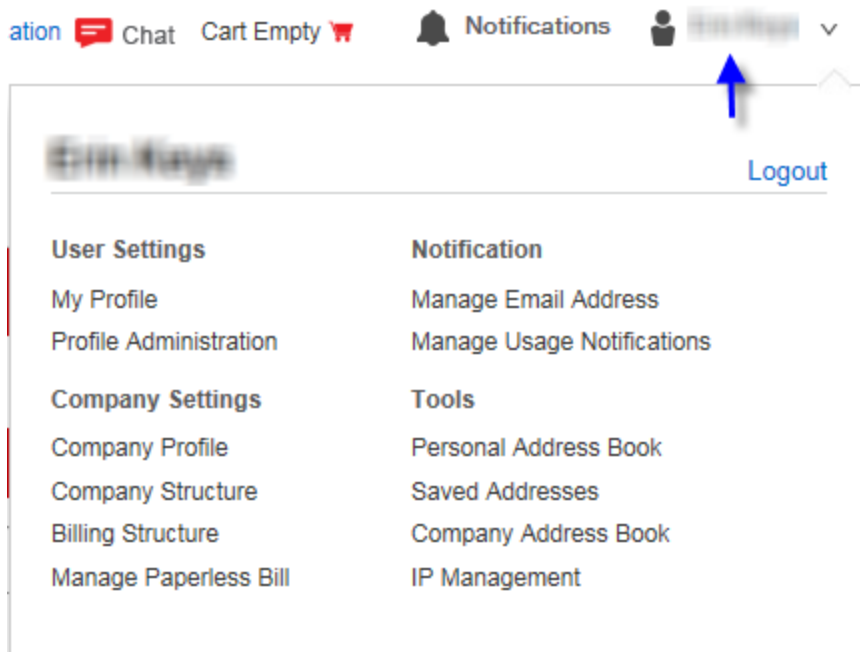 ation Chat Cart Empty Notifications
Logout
User Settings
My Profile
Profile Administration
Notification
Manage Email Address
Manage Usage Notifications
Company Settings
Company Profile
Company Structure
Billing Structure
Manage Paperless Bill
Tools
Personal Address Book
Saved Addresses
Company Address Book
IP Management